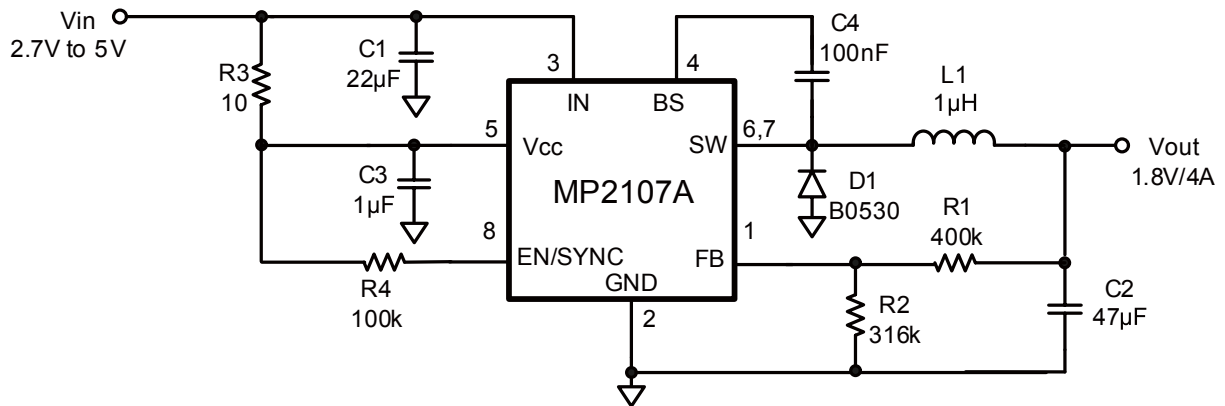 Vin
2.7V to 5V
R3
10
C1
22µF
3
4
C4
100nF
IN
BS
L1
1µH
5
Vcc
SW
6,7
Vout
1.8V/4A
C3
1µF
MP2107A
D1
B0530
R1
400k
8
EN/SYNC
FB
1
R4
100k
GND
2
R2
316k
C2
47µF